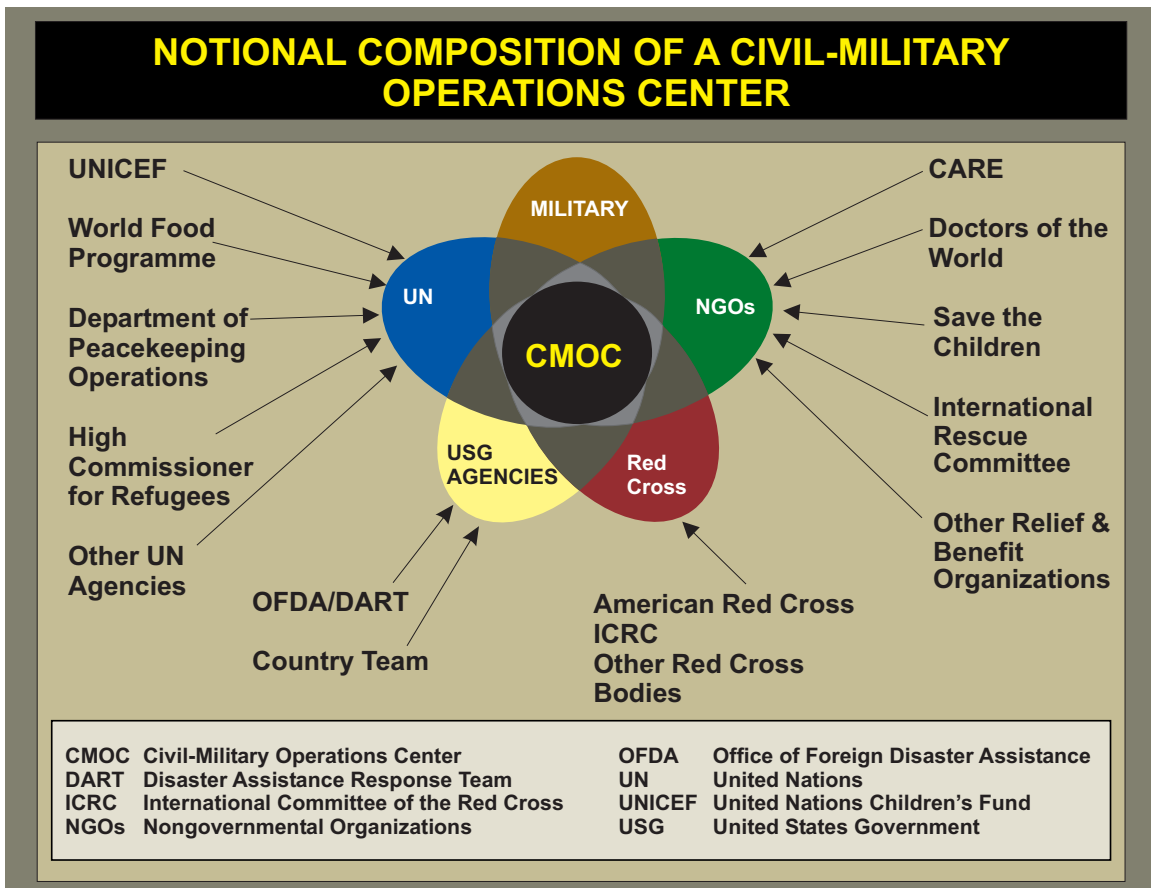 NOTIONAL COMPOSITION OF A CIVIL-MILITARY
OPERATIONS CENTER
UNICEF
World Food
Programme
Department of
Peacekeeping
Operations
High
Commissioner
for Refugees
Other UN
Agencies
MILITARY
UN
NGOs
CMOC
USG
AGENCIES
Red
Cross
CARE
Doctors of the
World
Save the
Children
International
Rescue
Committee
Other Relief &
Benefit
Organizations
OFDA/DART
Country Team
American Red Cross
ICRC
Other Red Cross
Bodies
CMOC Civil-Military Operations Center
DART Disaster Assistance Response Team
ICRC International Committee of the Red Cross
NGOs Nongovernmental Organizations
OFDA Office of Foreign Disaster Assistance
UN United Nations
UNICEF United Nations Children's Fund
USG United States Government